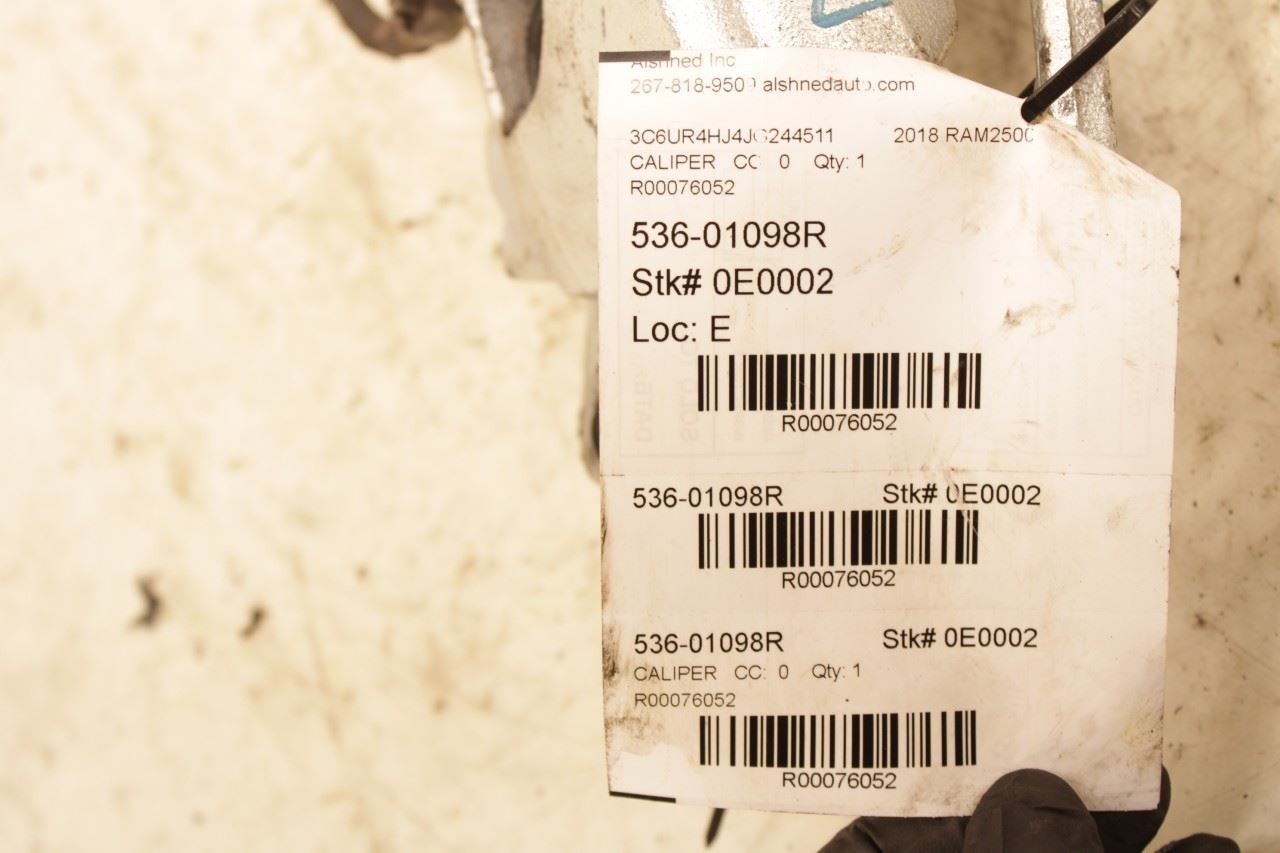 Alshned Inc
267-818-9509 alshnedauto.com
3C6UR4HJ4JG244511 2018 RAM2500
CALIPER CC: 0 Qty: 1
R00076052
536-01098R
Stk# 0E0002
Loc: E
R00076052
536-01098R Stk# 0E0002
R00076052
536-01098R Stk# 0E0002
CALIPER CC: 0 Qty: 1
R00076052
R00076052